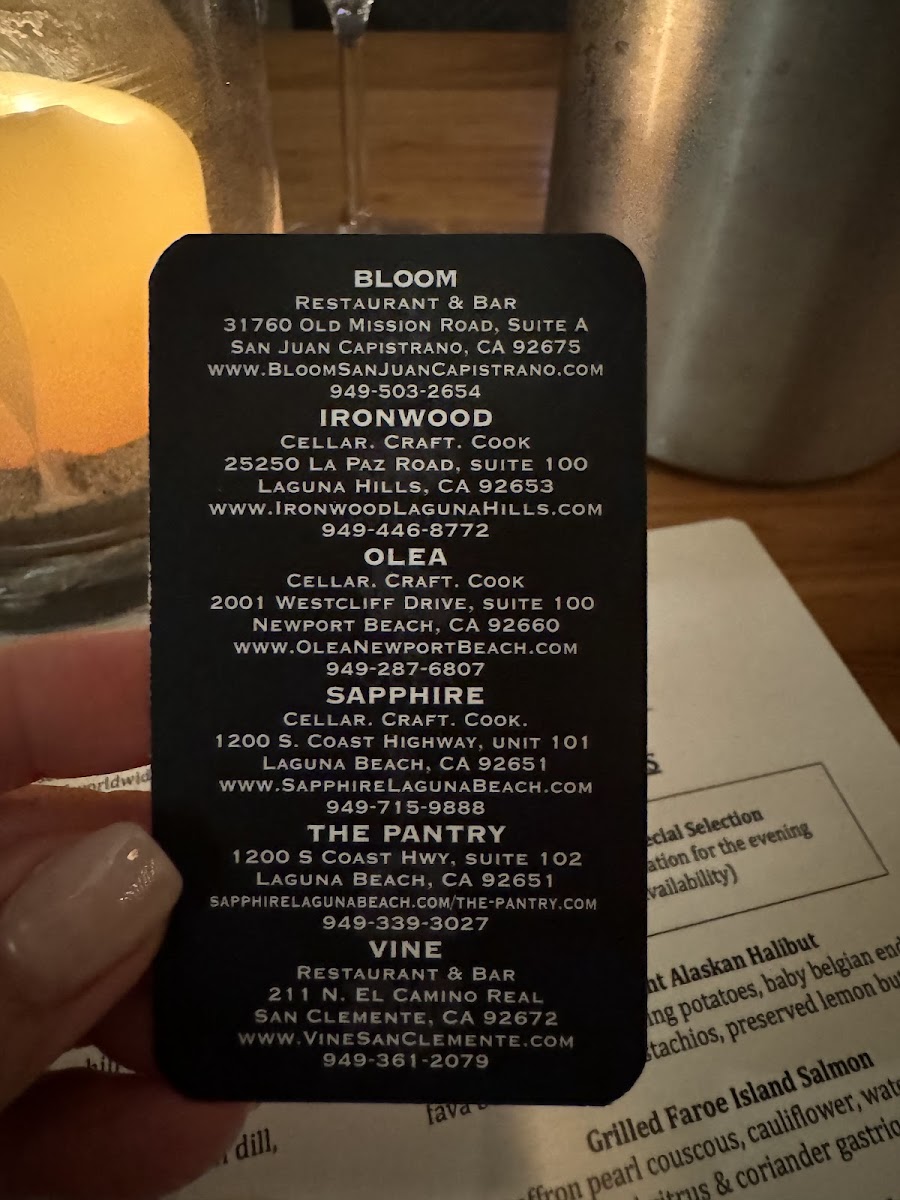 BLOOM
RESTAURANT & BAR
31760 OLD MISSION ROAD, SUITE A
SAN JUAN CAPISTRANO, CA 92675
WWW.BLOOMSANJUANCAPISTRANO.COM
949-503-2654
IRONWOOD
CELLAR. CRAFT. COOK
25250 LA PAZ ROAD, SUITE 100
LAGUNA HILLS, CA 92653
WWW.IRONWOODLAGUNAHILLS.COM
949-446-8772
OLEA
CELLAR. CRAFT. COOK
2001 WESTCLIFF DRIVE, SUITE 100
NEWPORT BEACH, CA 92660
WWW.OLEANEWPORTBEACH.COM
949-287-6807
SAPPHIRE
CELLAR. CRAFT. COOK.
1200 S. COAST HIGHWAY, UNIT 101
LAGUNA BEACH, CA 92651
WWW.SAPPHIRELAGUNABEACH.COM
949-715-9888
THE PANTRY
1200 S COAST HWY, SUITE 102
LAGUNA BEACH, CA 92651
SAPPHIRELAGUNABEACH.COM/THE-PANTRY.COM
949-339-3027
VINE
RESTAURANT & BAR
211 N. EL CAMINO REAL
SAN CLEMENTE, CA 92672
WWW.VINESANCLEMENTE.COM
949-361-2079
Selection
for the evening
Alaskan Halibut
potatoes, baby belgian
preserved lemon
Grilled Faroe Island Salmon
pearl couscous, cauliflower,
& coriander
dill,